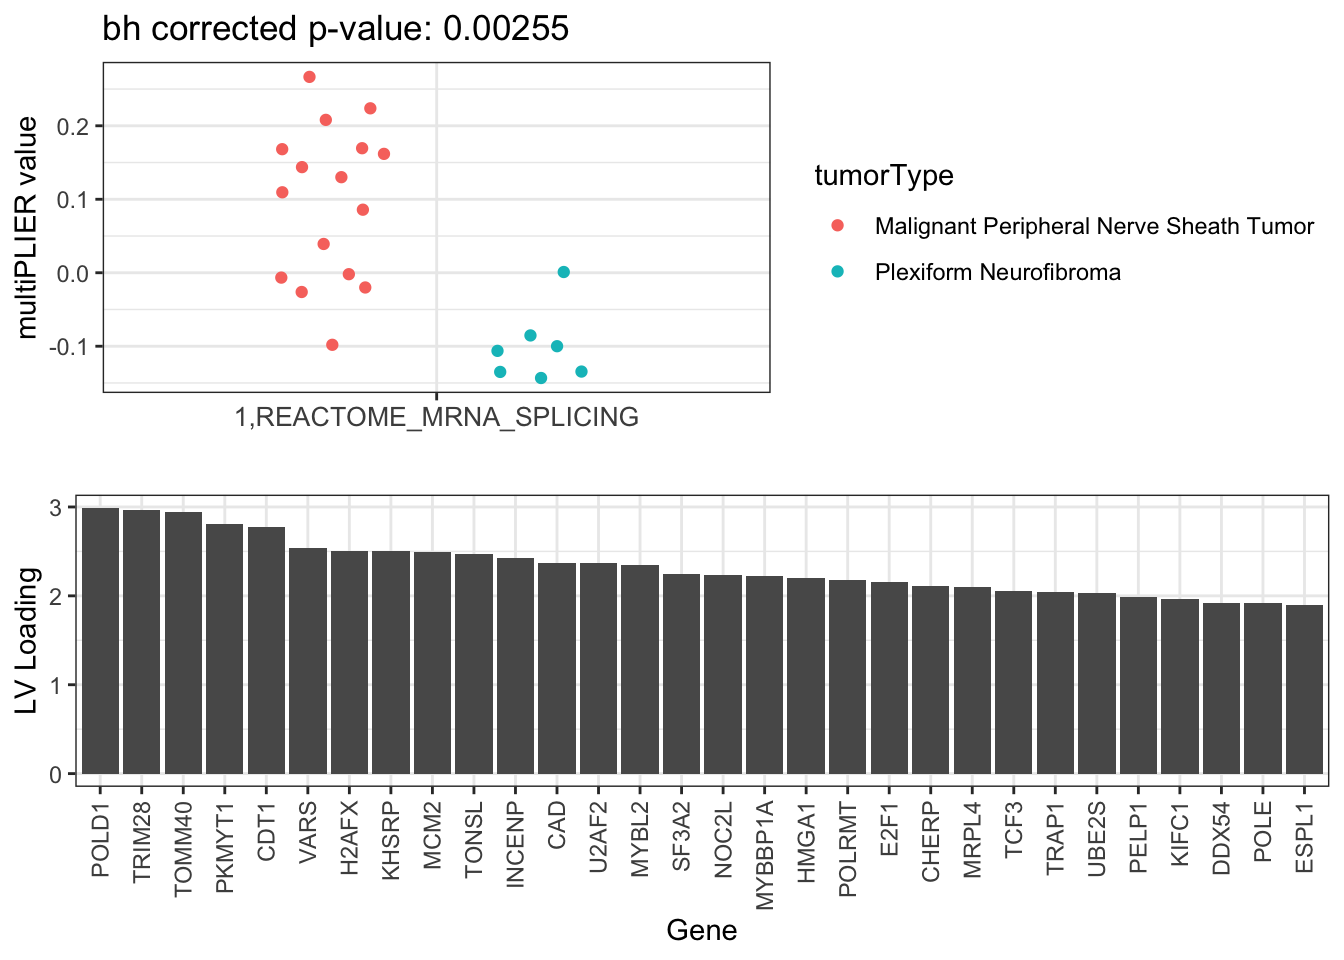 bh corrected p-value: 0.00255
multiPLIER value
0.2
0.1
0.0
-0.1
1,REACTOME_MRNA_SPLICING
tumorType
Malignant Peripheral Nerve Sheath Tumor
Plexiform Neurofibroma
LV Loading
3
2
1
0
POLD1
TRIM28
TOMM40
PKMYT1
CDT1
VARS
H2AFX
KHSRP
MCM2
TONSL
INCENP
CAD
U2AF2
MYBL2
SF3A2
NOC2L
MYBBP1A
HMGA1
POLRMT
E2F1
CHERP
MRPL4
TCF3
TRAP1
UBE2S
PELP1
KIFC1
DDX54
POLE
ESPL1
Gene